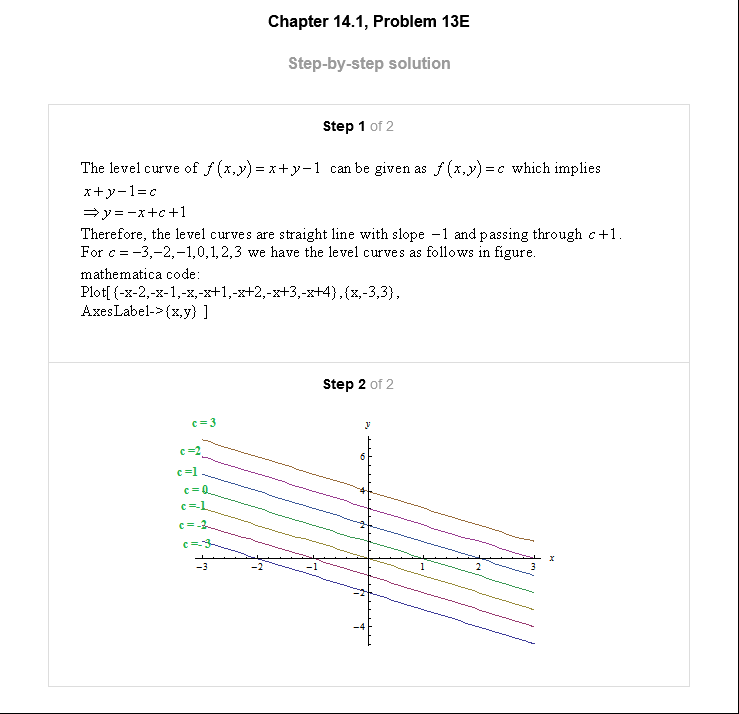 Chapter 14.1, Problem 13E
Step-by-step solution
Step 1 of 2
The level curve of f(x,y)=x+y−1 can be given as f(x,y)=c which implies
x+y−1=c
⇒y=−x+c+1
Therefore, the level curves are straight line with slope −1 and passing through c+1.
For c=−3,−2,−1,0,1,2,3 we have the level curves as follows in figure.
mathematica code:
Plot[{-x-2,-x-1,-x,-x+1,-x+2,-x+3,-x+4},{x,-3,3},
AxesLabel->{x,y} ]
Step 2 of 2
c = 3
y
c =2
6
c =1
c = 0
4
c =-1
c = -2
2
c =-3
x
−3 −2 −1 1 2 3
−2
−4